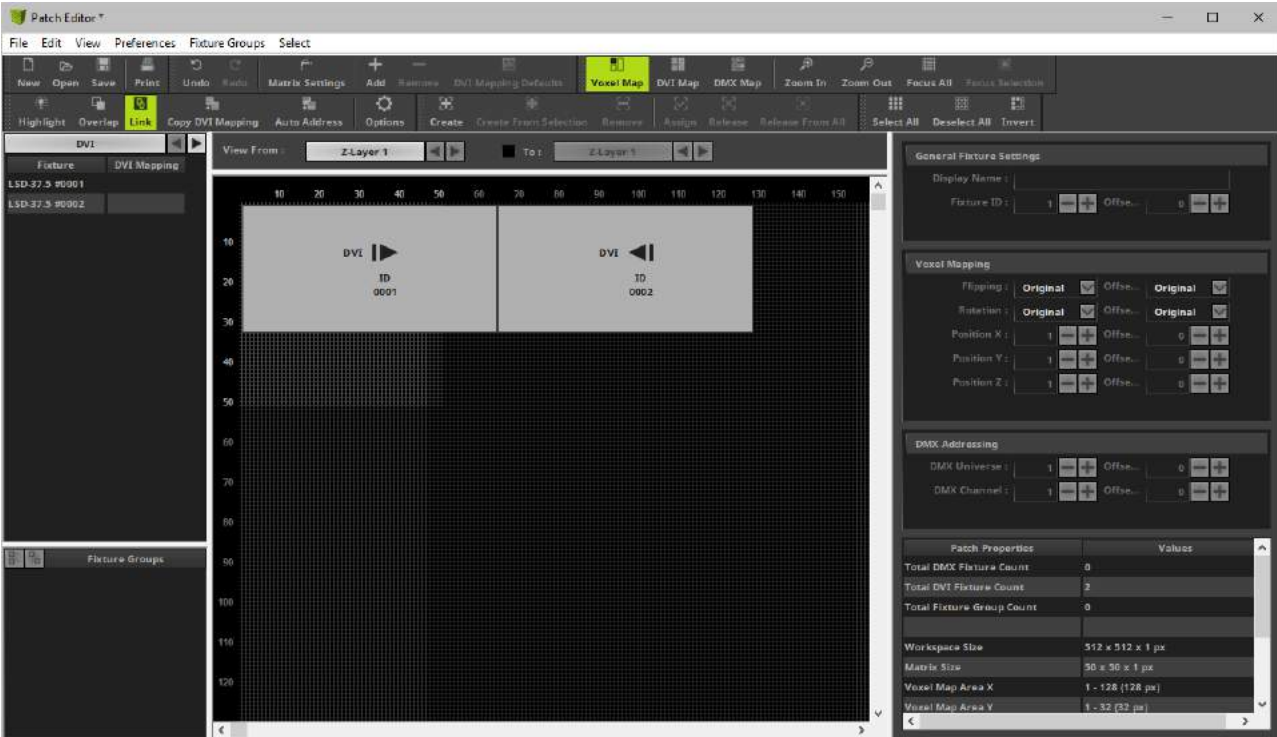 Patch Editor *
File Edit View Preferences Fixture Groups Select
New Open Save Print Undo Redo Matrix Settings Add Remove DVI Mapping Defaults Voxel Map DVI Map DMX Map Zoom In Zoom Out Focus All Focus Selection
Highlight Overlap Link Copy DVI Mapping Auto Address Options Create Create From Selection Remove Assign Release Release From All Select All Deselect All Invert
DVI
Fixture DVI Mapping
LSD-37.5 #0001
LSD-37.5 #0002
Fixture Groups
View From : Z-Layer 1 To : Z-Layer 1
10 20 30 40 50 60 70 80 90 100 110 120 130 140 150
10
20
30
40
50
60
70
80
90
100
110
120
DVI
ID
0001
DVI
ID
0002
General Fixture Settings
Display Name :
Fixture ID : 1 Offse... 0
Voxel Mapping
Flipping : Original Offse... Original
Rotation : Original Offse... Original
Position X : 1 Offse... 0
Position Y : 1 Offse... 0
Position Z : 1 Offse... 0
DMX Addressing
DMX Universe : 1 Offse... 0
DMX Channel : 1 Offse... 0
Patch Properties Values
Total DMX Fixture Count 0
Total DVI Fixture Count 2
Total Fixture Group Count 0
Workspace Size 512 x 512 x 1 px
Matrix Size 50 x 50 x 1 px
Voxel Map Area X 1 - 128 (128 px)
Voxel Map Area Y 1 - 32 (32 px)